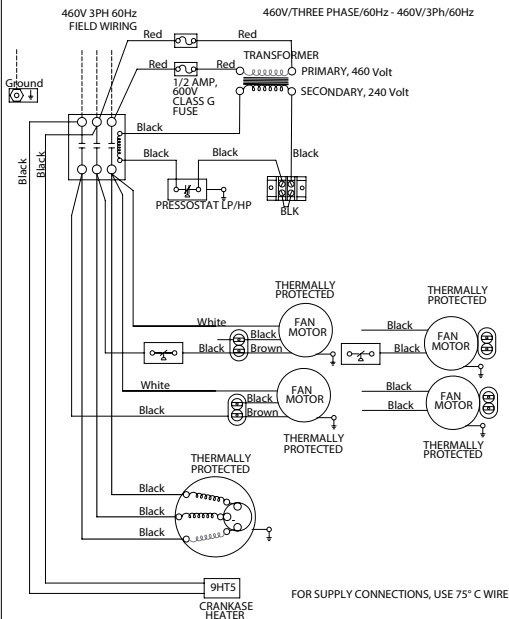 460V 3PH 60Hz
FIELD WIRING
460V/THREE PHASE/60Hz - 460V/3Ph/60Hz
Red
Red
Red
Red
1/2 AMP,
600V
CLASS G
FUSE
TRANSFORMER
PRIMARY, 460 Volt
SECONDARY, 240 Volt
Ground
Black
Black
Black
Black
Black
Black
PRESSOSTAT LP/HP
BLK
THERMALLY
PROTECTED
THERMALLY
PROTECTED
White
Black
Black
Brown
FAN
MOTOR
Black
Black
FAN
MOTOR
White
Black
Black
Brown
FAN
MOTOR
Black
Black
FAN
MOTOR
THERMALLY
PROTECTED
THERMALLY
PROTECTED
THERMALLY
PROTECTED
Black
Black
Black
9HT5
CRANKASE
HEATER
FOR SUPPLY CONNECTIONS, USE 75° C WIRE